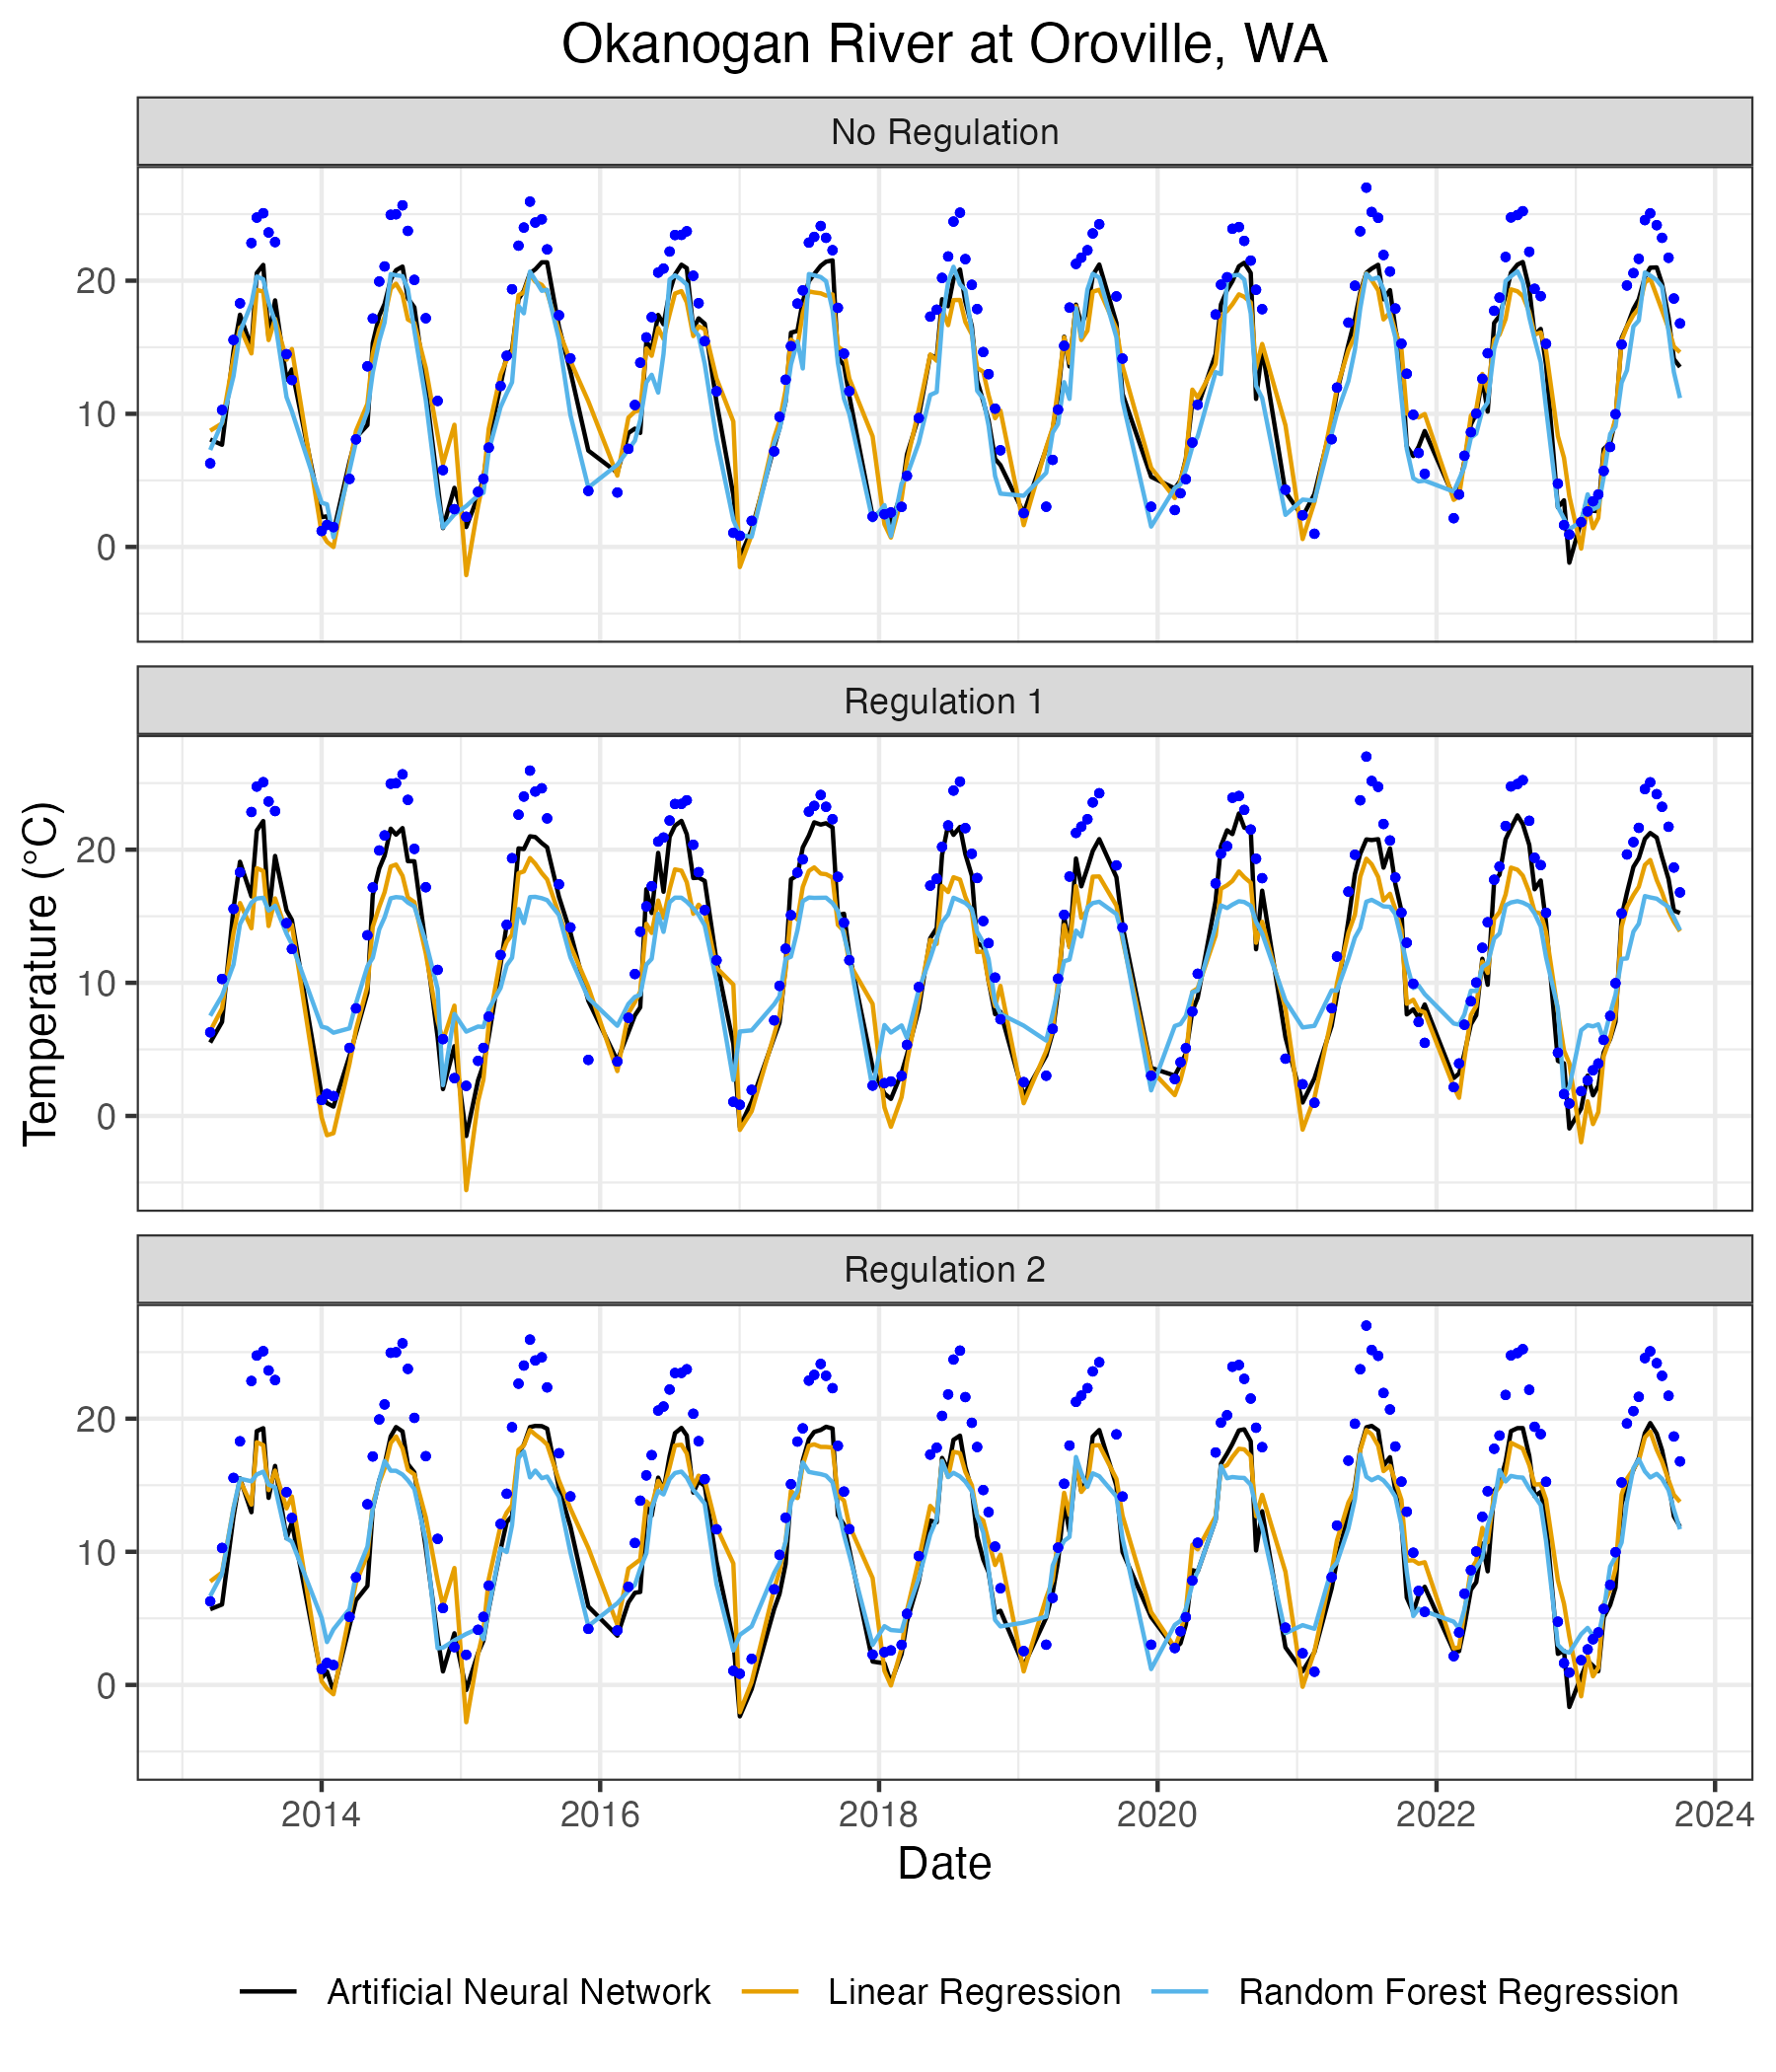 Okanogan River at Oroville, WA
No Regulation
20
10
0
Regulation 1
20
10
0
Temperature (°C)
Regulation 2
20
10
0
2014 2016 2018 2020 2022 2024
Date
Artificial Neural Network Linear Regression Random Forest Regression